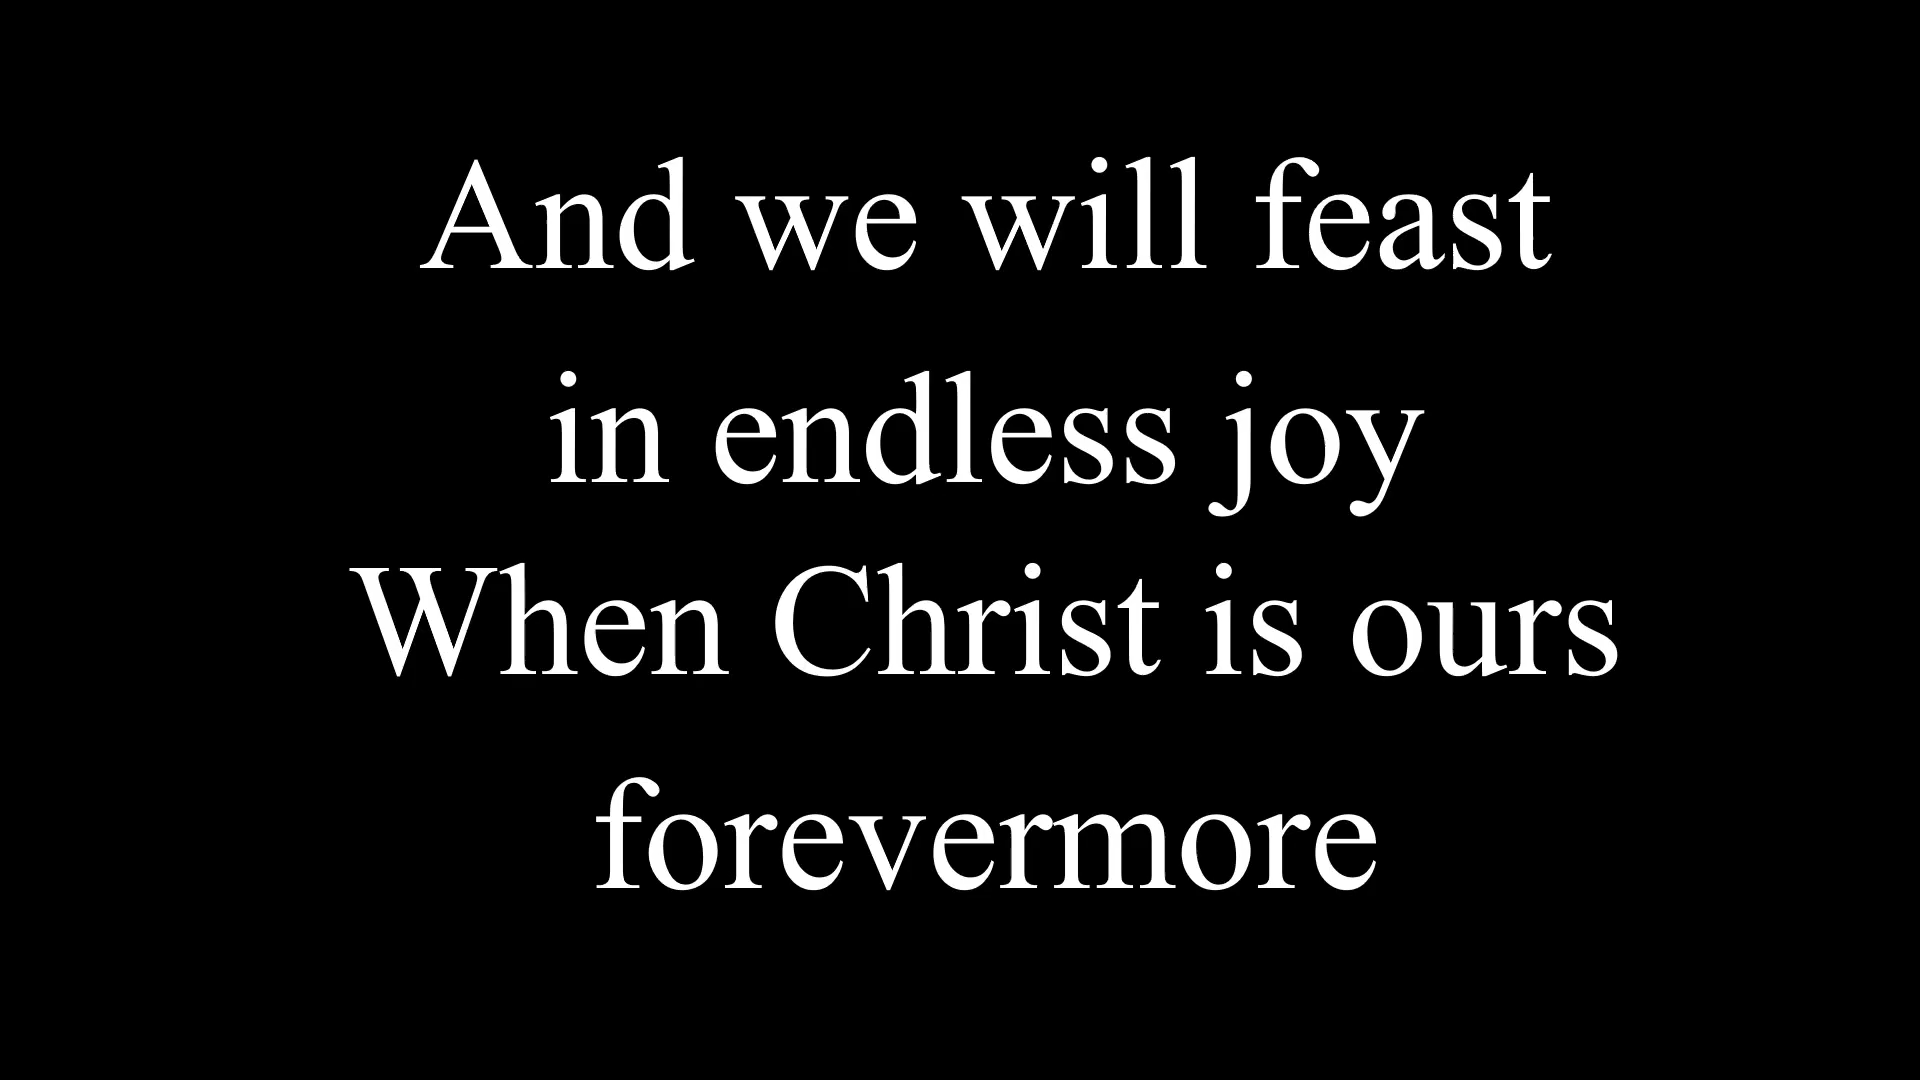 And we will feast
in endless joy
When Christ is ours
forevermore